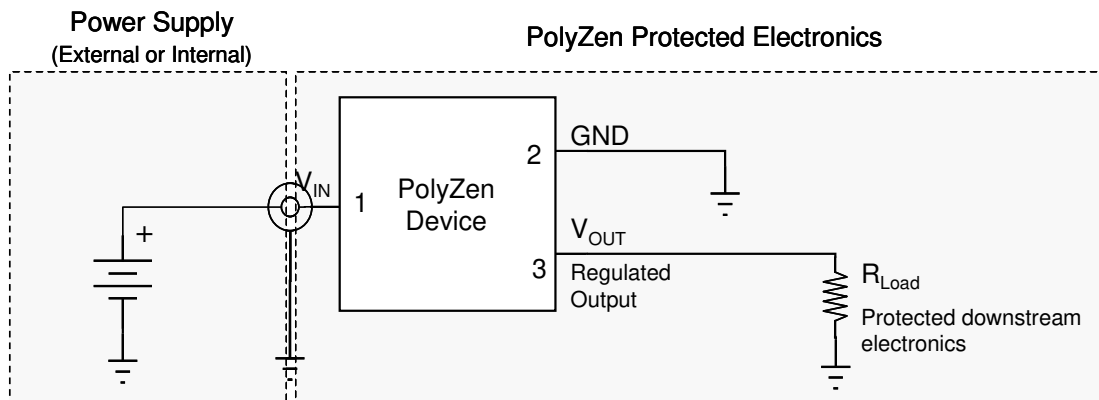 Power Supply
(External or Internal)
PolyZen Protected Electronics
V_IN
1
PolyZen
Device
2
GND
3
V_OUT
Regulated
Output
+
R_Load
Protected downstream
electronics